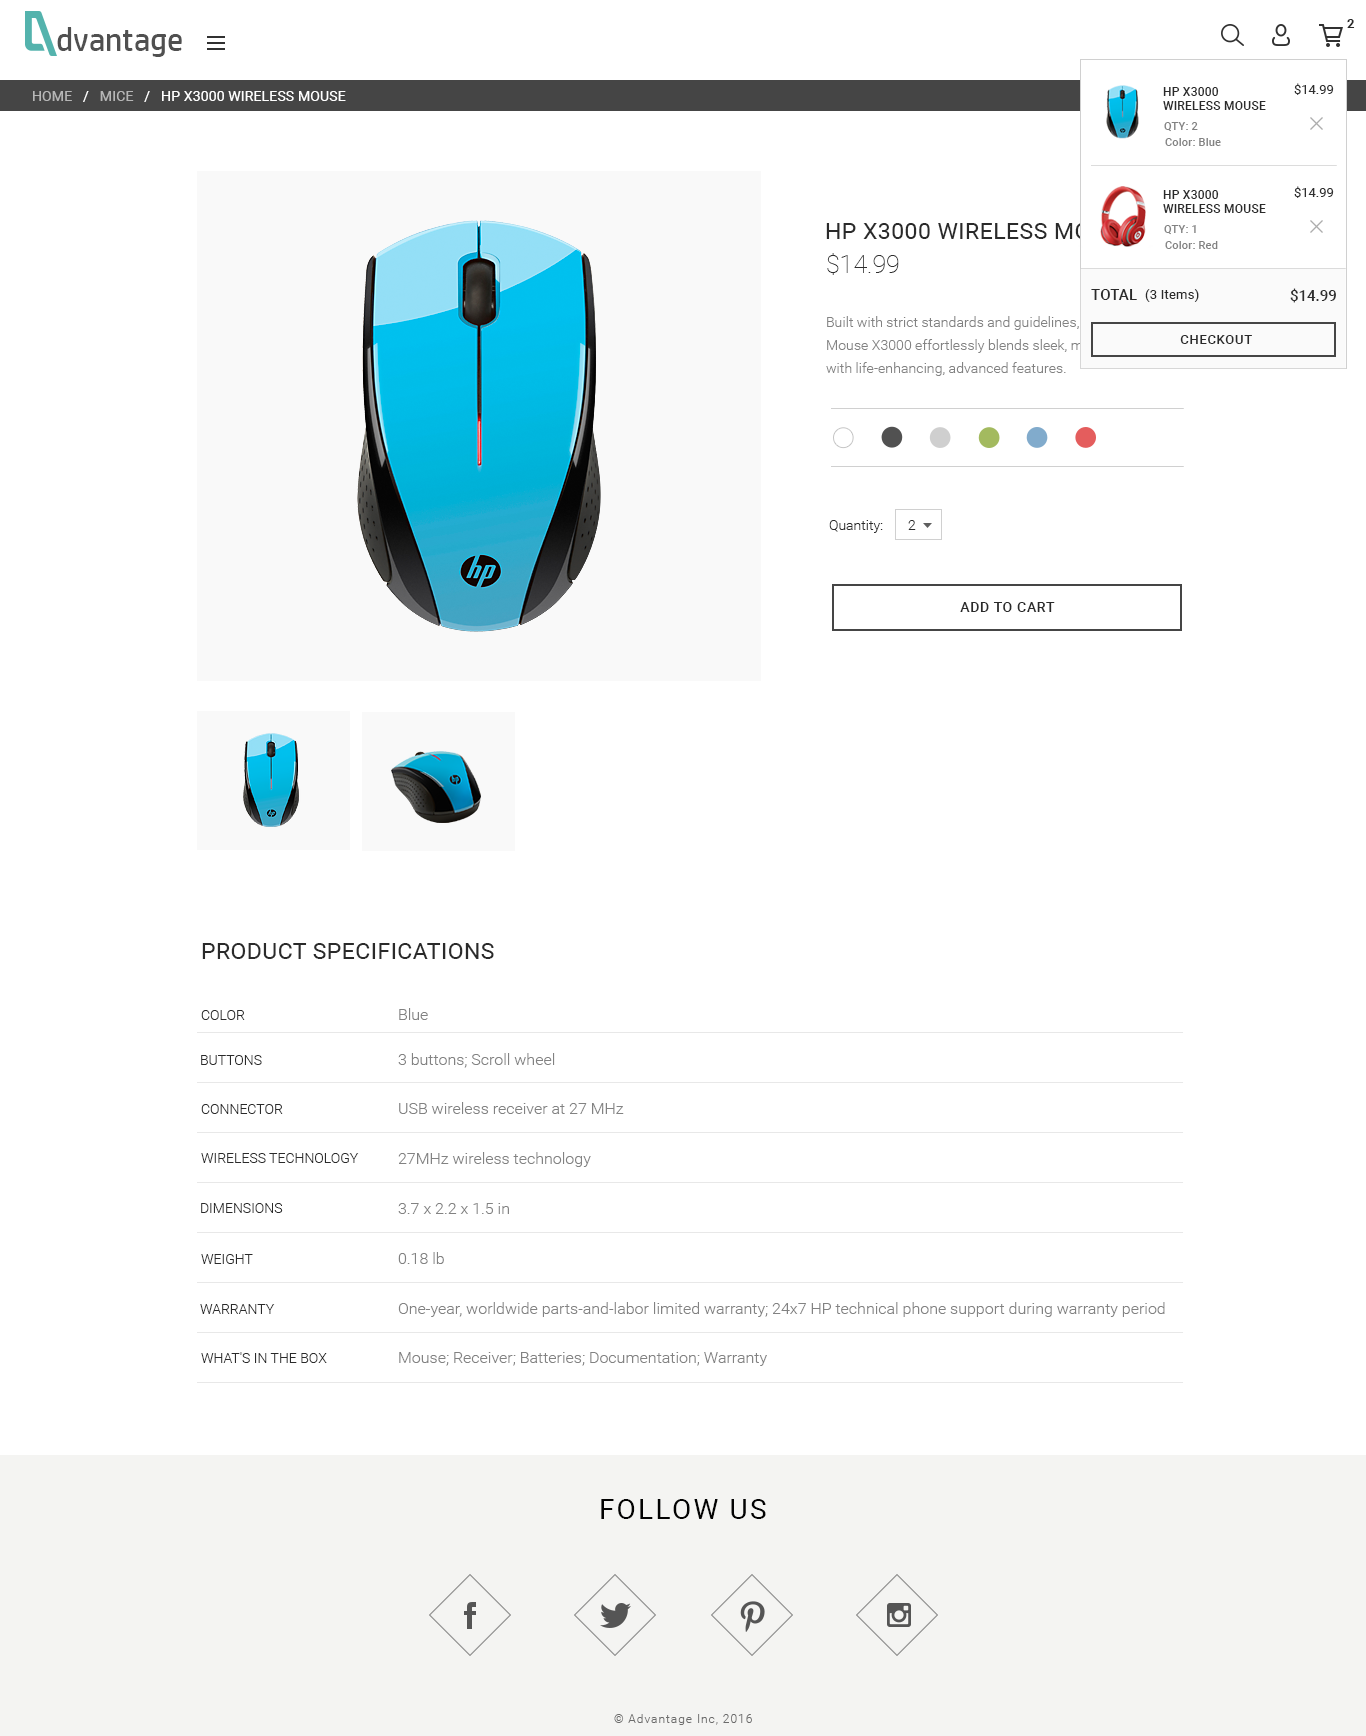 dvantage
2
HOME / MICE / HP X3000 WIRELESS MOUSE
HP X3000
WIRELESS MOUSE
$14.99
QTY: 2
Color: Blue
HP X3000
WIRELESS MOUSE
$14.99
QTY: 1
Color: Red
TOTAL (3 Items) $14.99
CHECKOUT
hp
HP X3000 WIRELESS
$14.99
Built with strict standards and guidelines,
Mouse X3000 effortlessly blends sleek,
with life-enhancing, advanced features.
Quantity: 2
ADD TO CART
PRODUCT SPECIFICATIONS
COLOR Blue
BUTTONS 3 buttons; Scroll wheel
CONNECTOR USB wireless receiver at 27 MHz
WIRELESS TECHNOLOGY 27MHz wireless technology
DIMENSIONS 3.7 x 2.2 x 1.5 in
WEIGHT 0.18 lb
WARRANTY One-year, worldwide parts-and-labor limited warranty; 24x7 HP technical phone support during warranty period
WHAT'S IN THE BOX Mouse; Receiver; Batteries; Documentation; Warranty
FOLLOW US
© Advantage Inc, 2016